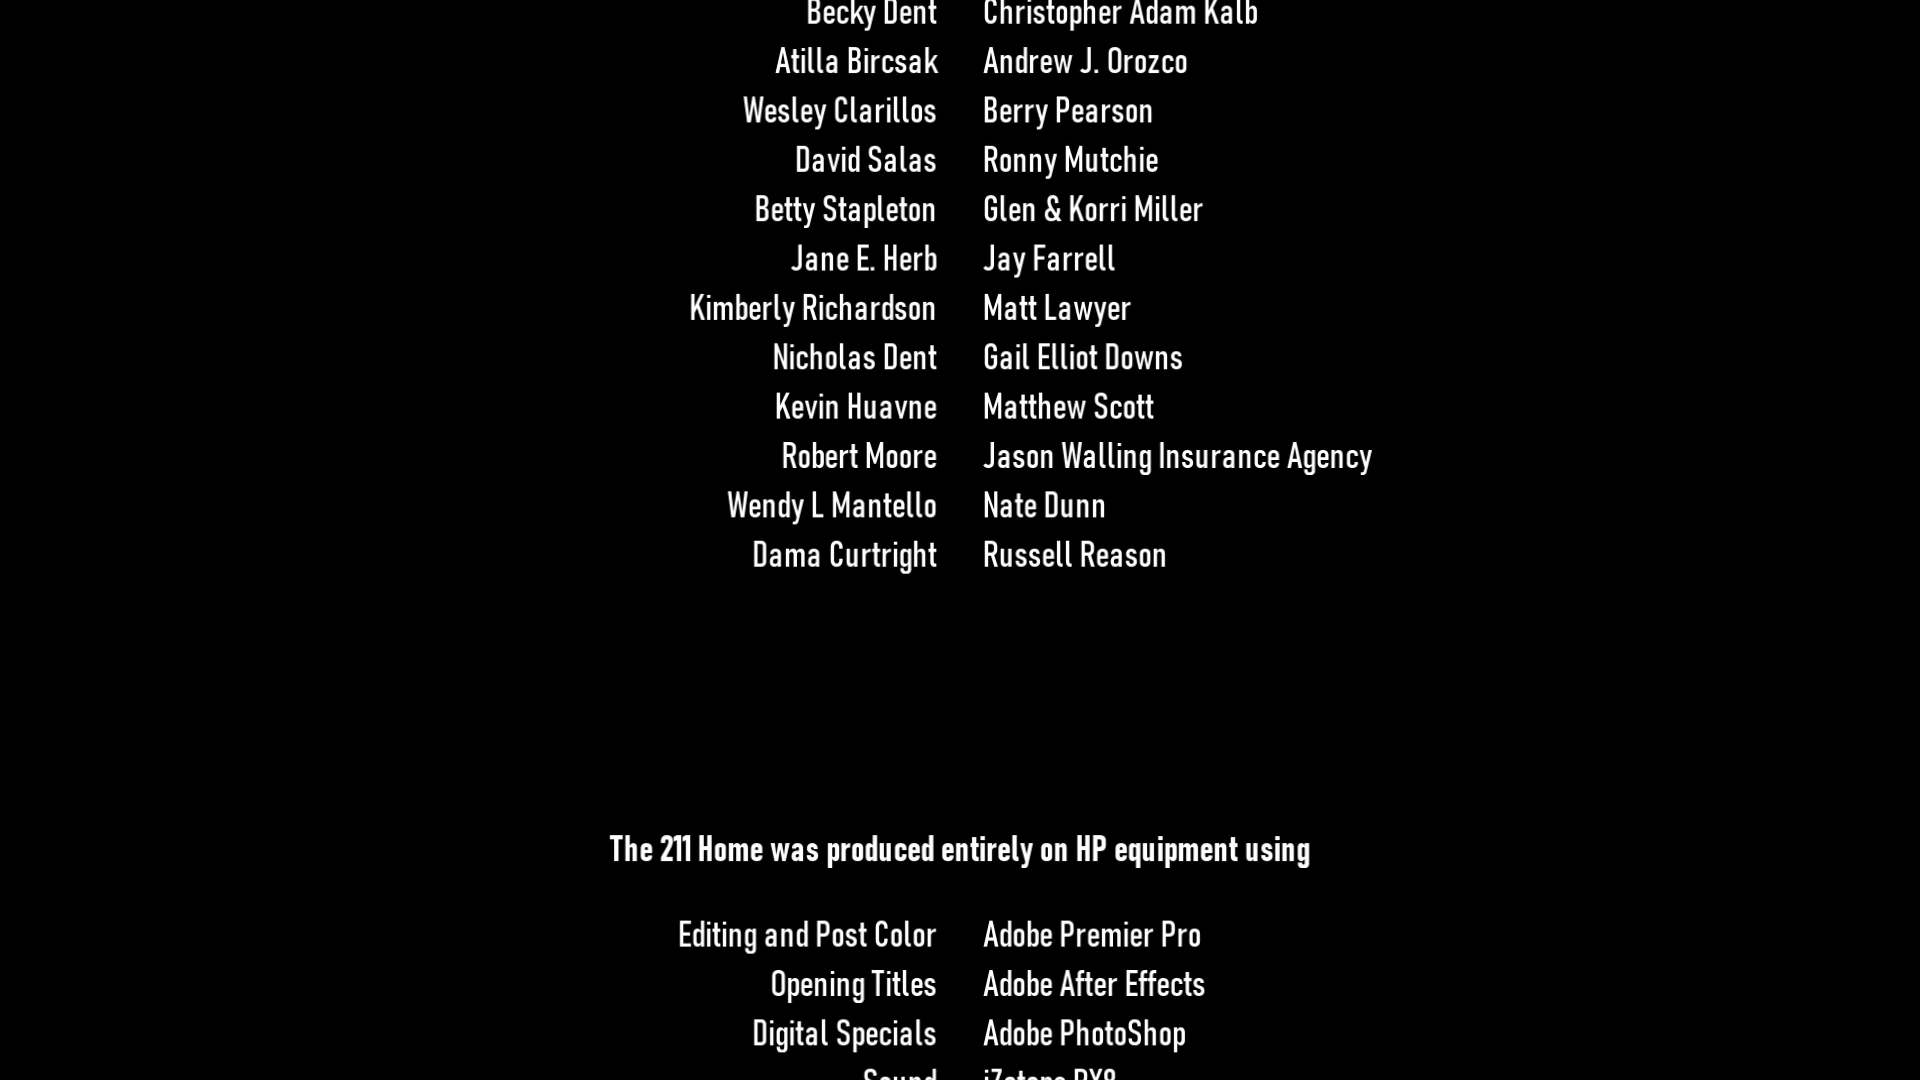 Becky Dent Christopher Adam Kalb
Atilla Bircsak Andrew J. Orozco
Wesley Clarillos Berry Pearson
David Salas Ronny Mutchie
Betty Stapleton Glen & Korri Miller
Jane E. Herb Jay Farrell
Kimberly Richardson Matt Lawyer
Nicholas Dent Gail Elliot Downs
Kevin Huavne Matthew Scott
Robert Moore Jason Walling Insurance Agency
Wendy L Mantello Nate Dunn
Dama Curtright Russell Reason
The 211 Home was produced entirely on HP equipment using
Editing and Post Color Adobe Premier Pro
Opening Titles Adobe After Effects
Digital Specials Adobe PhotoShop
Sound